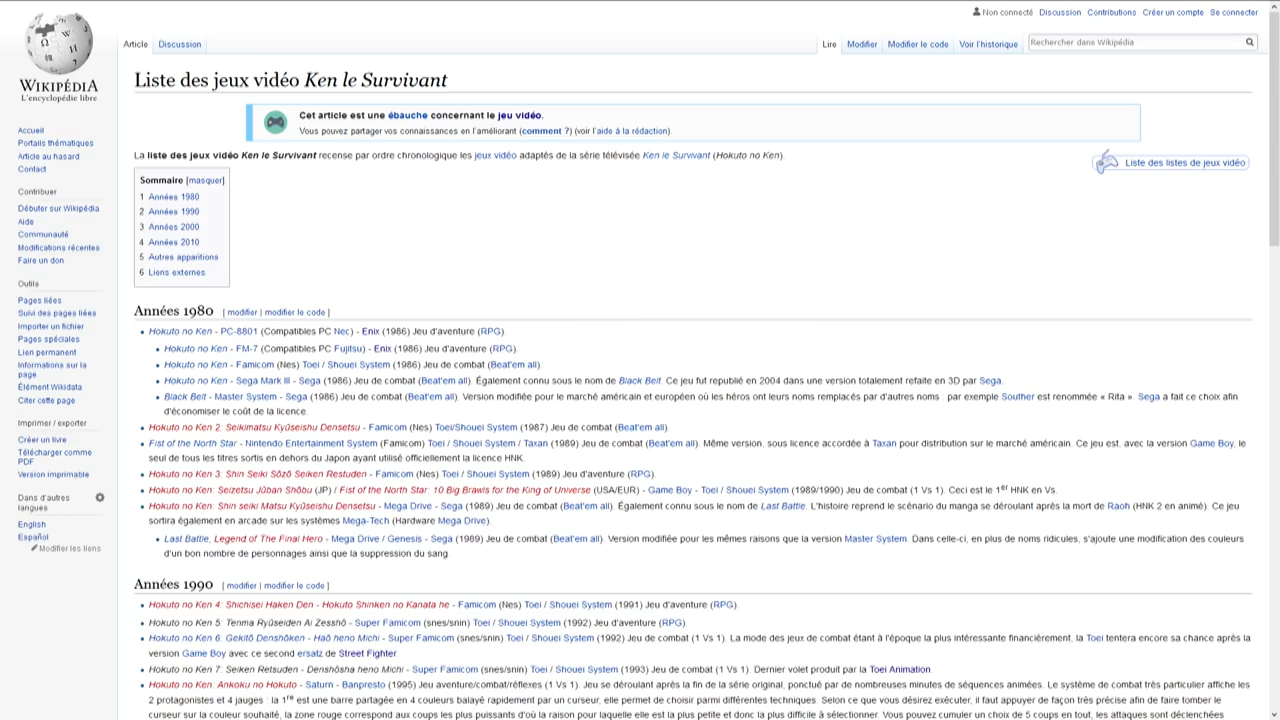 Non connecté Discussion Contributions Créer un compte Se connecter
Article Discussion Lire Modifier Modifier le code Voir l'historique Rechercher dans Wikipédia
WIKIPÉDIA
L'encyclopédie libre
Accueil
Portails thématiques
Article au hasard
Contact
Contribuer
Débuter sur Wikipédia
Aide
Communauté
Modifications récentes
Faire un don
Outils
Pages liées
Suivi des pages liées
Importer un fichier
Pages spéciales
Lien permanent
Informations sur la
page
Élément Wikidata
Citer cette page
Imprimer / exporter
Créer un livre
Télécharger comme
PDF
Version imprimable
Dans d'autres
langues
English
Español
Modifier les liens
Liste des jeux vidéo Ken le Survivant
Cet article est une ébauche concernant le jeu vidéo.
Vous pouvez partager vos connaissances en l'améliorant (comment ?) (voir l'aide à la rédaction).
La liste des jeux vidéo Ken le Survivant recense par ordre chronologique les jeux vidéo adaptés de la série télévisée Ken le Survivant (Hokuto no Ken).
Liste des listes de jeux vidéo
Sommaire [masquer]
1 Années 1980
2 Années 1990
3 Années 2000
4 Années 2010
5 Autres apparitions
6 Liens externes
Années 1980 [ modifier | modifier le code ]
• Hokuto no Ken - PC-8801 (Compatibles PC Nec) - Enix (1986) Jeu d'aventure (RPG).
• Hokuto no Ken - FM-7 (Compatibles PC Fujitsu) - Enix (1986) Jeu d'aventure (RPG).
• Hokuto no Ken - Famicom (Nes) Toei / Shouei System (1986) Jeu de combat (Beat'em all).
• Hokuto no Ken - Sega Mark III - Sega (1986) Jeu de combat (Beat'em all). Également connu sous le nom de Black Belt. Ce jeu fut republié en 2004 dans une version totalement refaite en 3D par Sega.
• Black Belt - Master System - Sega (1986) Jeu de combat (Beat'em all). Version modifiée pour le marché américain et européen où les héros ont leurs noms remplacés par d'autres noms : par exemple Souther est renommée « Rita ». Sega a fait ce choix afin
d'économiser le coût de la licence.
• Hokuto no Ken 2: Seikimatsu Kyūseishu Densetsu - Famicom (Nes) Toei/Shouei System (1987) Jeu de combat (Beat'em all).
• Fist of the North Star - Nintendo Entertainment System (Famicom) Toei / Shouei System / Taxan (1989) Jeu de combat (Beat'em all). Même version, sous licence accordée à Taxan pour distribution sur le marché américain. Ce jeu est, avec la version Game Boy, le
seul de tous les titres sortis en dehors du Japon ayant utilisé officiellement la licence HNK.
• Hokuto no Ken 3: Shin Seiki Sōzō Seiken Restuden - Famicom (Nes) Toei / Shouei System (1989) Jeu d'aventure (RPG).
• Hokuto no Ken: Seizetsu Jūban Shōbu (JP) / Fist of the North Star: 10 Big Brawls for the King of Universe (USA/EUR) - Game Boy - Toei / Shouei System (1989/1990) Jeu de combat (1 Vs 1). Ceci est le 1er HNK en Vs.
• Hokuto no Ken: Shin seiki Matsu Kyūseishu Densetsu - Mega Drive - Sega (1989) Jeu de combat (Beat'em all). Également connu sous le nom de Last Battle. L'histoire reprend le scénario du manga se déroulant après la mort de Raoh (HNK 2 en animé). Ce jeu
sortira également en arcade sur les systèmes Mega-Tech (Hardware Mega Drive).
• Last Battle, Legend of The Final Hero - Mega Drive / Genesis - Sega (1989) Jeu de combat (Beat'em all). Version modifiée pour les mêmes raisons que la version Master System. Dans celle-ci, en plus de noms ridicules, s'ajoute une modification des couleurs
d'un bon nombre de personnages ainsi que la suppression du sang.
Années 1990 [ modifier | modifier le code ]
• Hokuto no Ken 4: Shichisei Haken Den - Hokuto Shinken no Kanata he - Famicom (Nes) Toei / Shouei System (1991) Jeu d'aventure (RPG).
• Hokuto no Ken 5: Tenma Ryūseiden Ai Zesshō - Super Famicom (snes/snin) Toei / Shouei System (1992) Jeu d'aventure (RPG).
• Hokuto no Ken 6: Gekitō Denshōken - Haō heno Michi - Super Famicom (snes/snin) Toei / Shouei System (1992) Jeu de combat (1 Vs 1). La mode des jeux de combat étant à l'époque la plus intéressante financièrement, la Toei tentera encore sa chance après la
version Game Boy avec ce second ersatz de Street Fighter.
• Hokuto no Ken 7: Seiken Retsuden - Denshōsha heno Michi - Super Famicom (snes/snin) Toei / Shouei System (1993) Jeu de combat (1 Vs 1). Dernier volet produit par la Toei Animation.
• Hokuto no Ken: Ankoku no Hokuto - Saturn - Banpresto (1995) Jeu aventure/combat/réflexes (1 Vs 1). Jeu se déroulant après la fin de la série original, ponctué par de nombreuses minutes de séquences animées. Le système de combat très particulier affiche les
2 protagonistes et 4 jauges : la 1re est une barre partagée en 4 couleurs balayé rapidement par un curseur, elle permet de choisir parmi différentes techniques. Selon ce que vous désirez exécuter, il faut appuyer de façon très précise afin de faire tomber le
curseur sur la couleur souhaité, la zone rouge correspond aux coups les plus puissants d'où la raison pour laquelle elle est la plus petite et donc la plus difficile à sélectionner. Vous pouvez cumuler un choix de 5 coups en tout, les attaques sont déclenchées